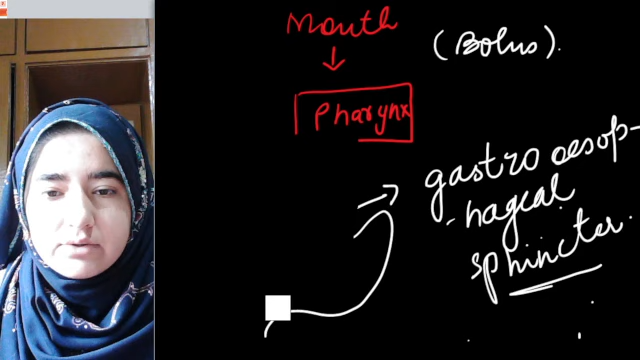 Mouth
(Bolus).
↓
Pharynx
→ gastro oesop-
-hageal
sphincter.